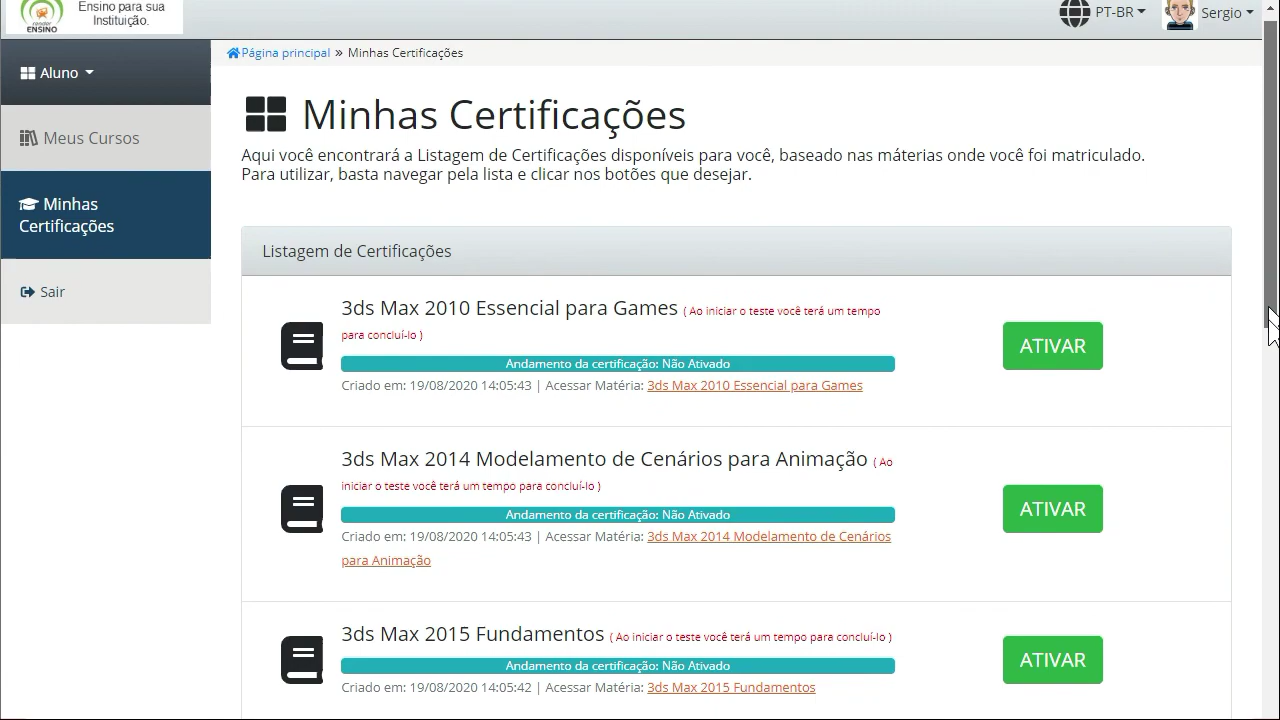 Ensino para sua
Instituição.
ENSINO
PT-BR
Sergio
Aluno
Página principal » Minhas Certificações
Meus Cursos
Minhas
Certificações
Sair
Minhas Certificações
Aqui você encontrará a Listagem de Certificações disponíveis para você, baseado nas máterias onde você foi matriculado.
Para utilizar, basta navegar pela lista e clicar nos botões que desejar.
Listagem de Certificações
3ds Max 2010 Essencial para Games ( Ao iniciar o teste você terá um tempo
para concluí-lo )
Andamento da certificação: Não Ativado
Criado em: 19/08/2020 14:05:43 | Acessar Matéria: 3ds Max 2010 Essencial para Games
ATIVAR
3ds Max 2014 Modelamento de Cenários para Animação ( Ao
iniciar o teste você terá um tempo para concluí-lo )
Andamento da certificação: Não Ativado
Criado em: 19/08/2020 14:05:43 | Acessar Matéria: 3ds Max 2014 Modelamento de Cenários
para Animação
ATIVAR
3ds Max 2015 Fundamentos ( Ao iniciar o teste você terá um tempo para concluí-lo )
Andamento da certificação: Não Ativado
Criado em: 19/08/2020 14:05:42 | Acessar Matéria: 3ds Max 2015 Fundamentos
ATIVAR